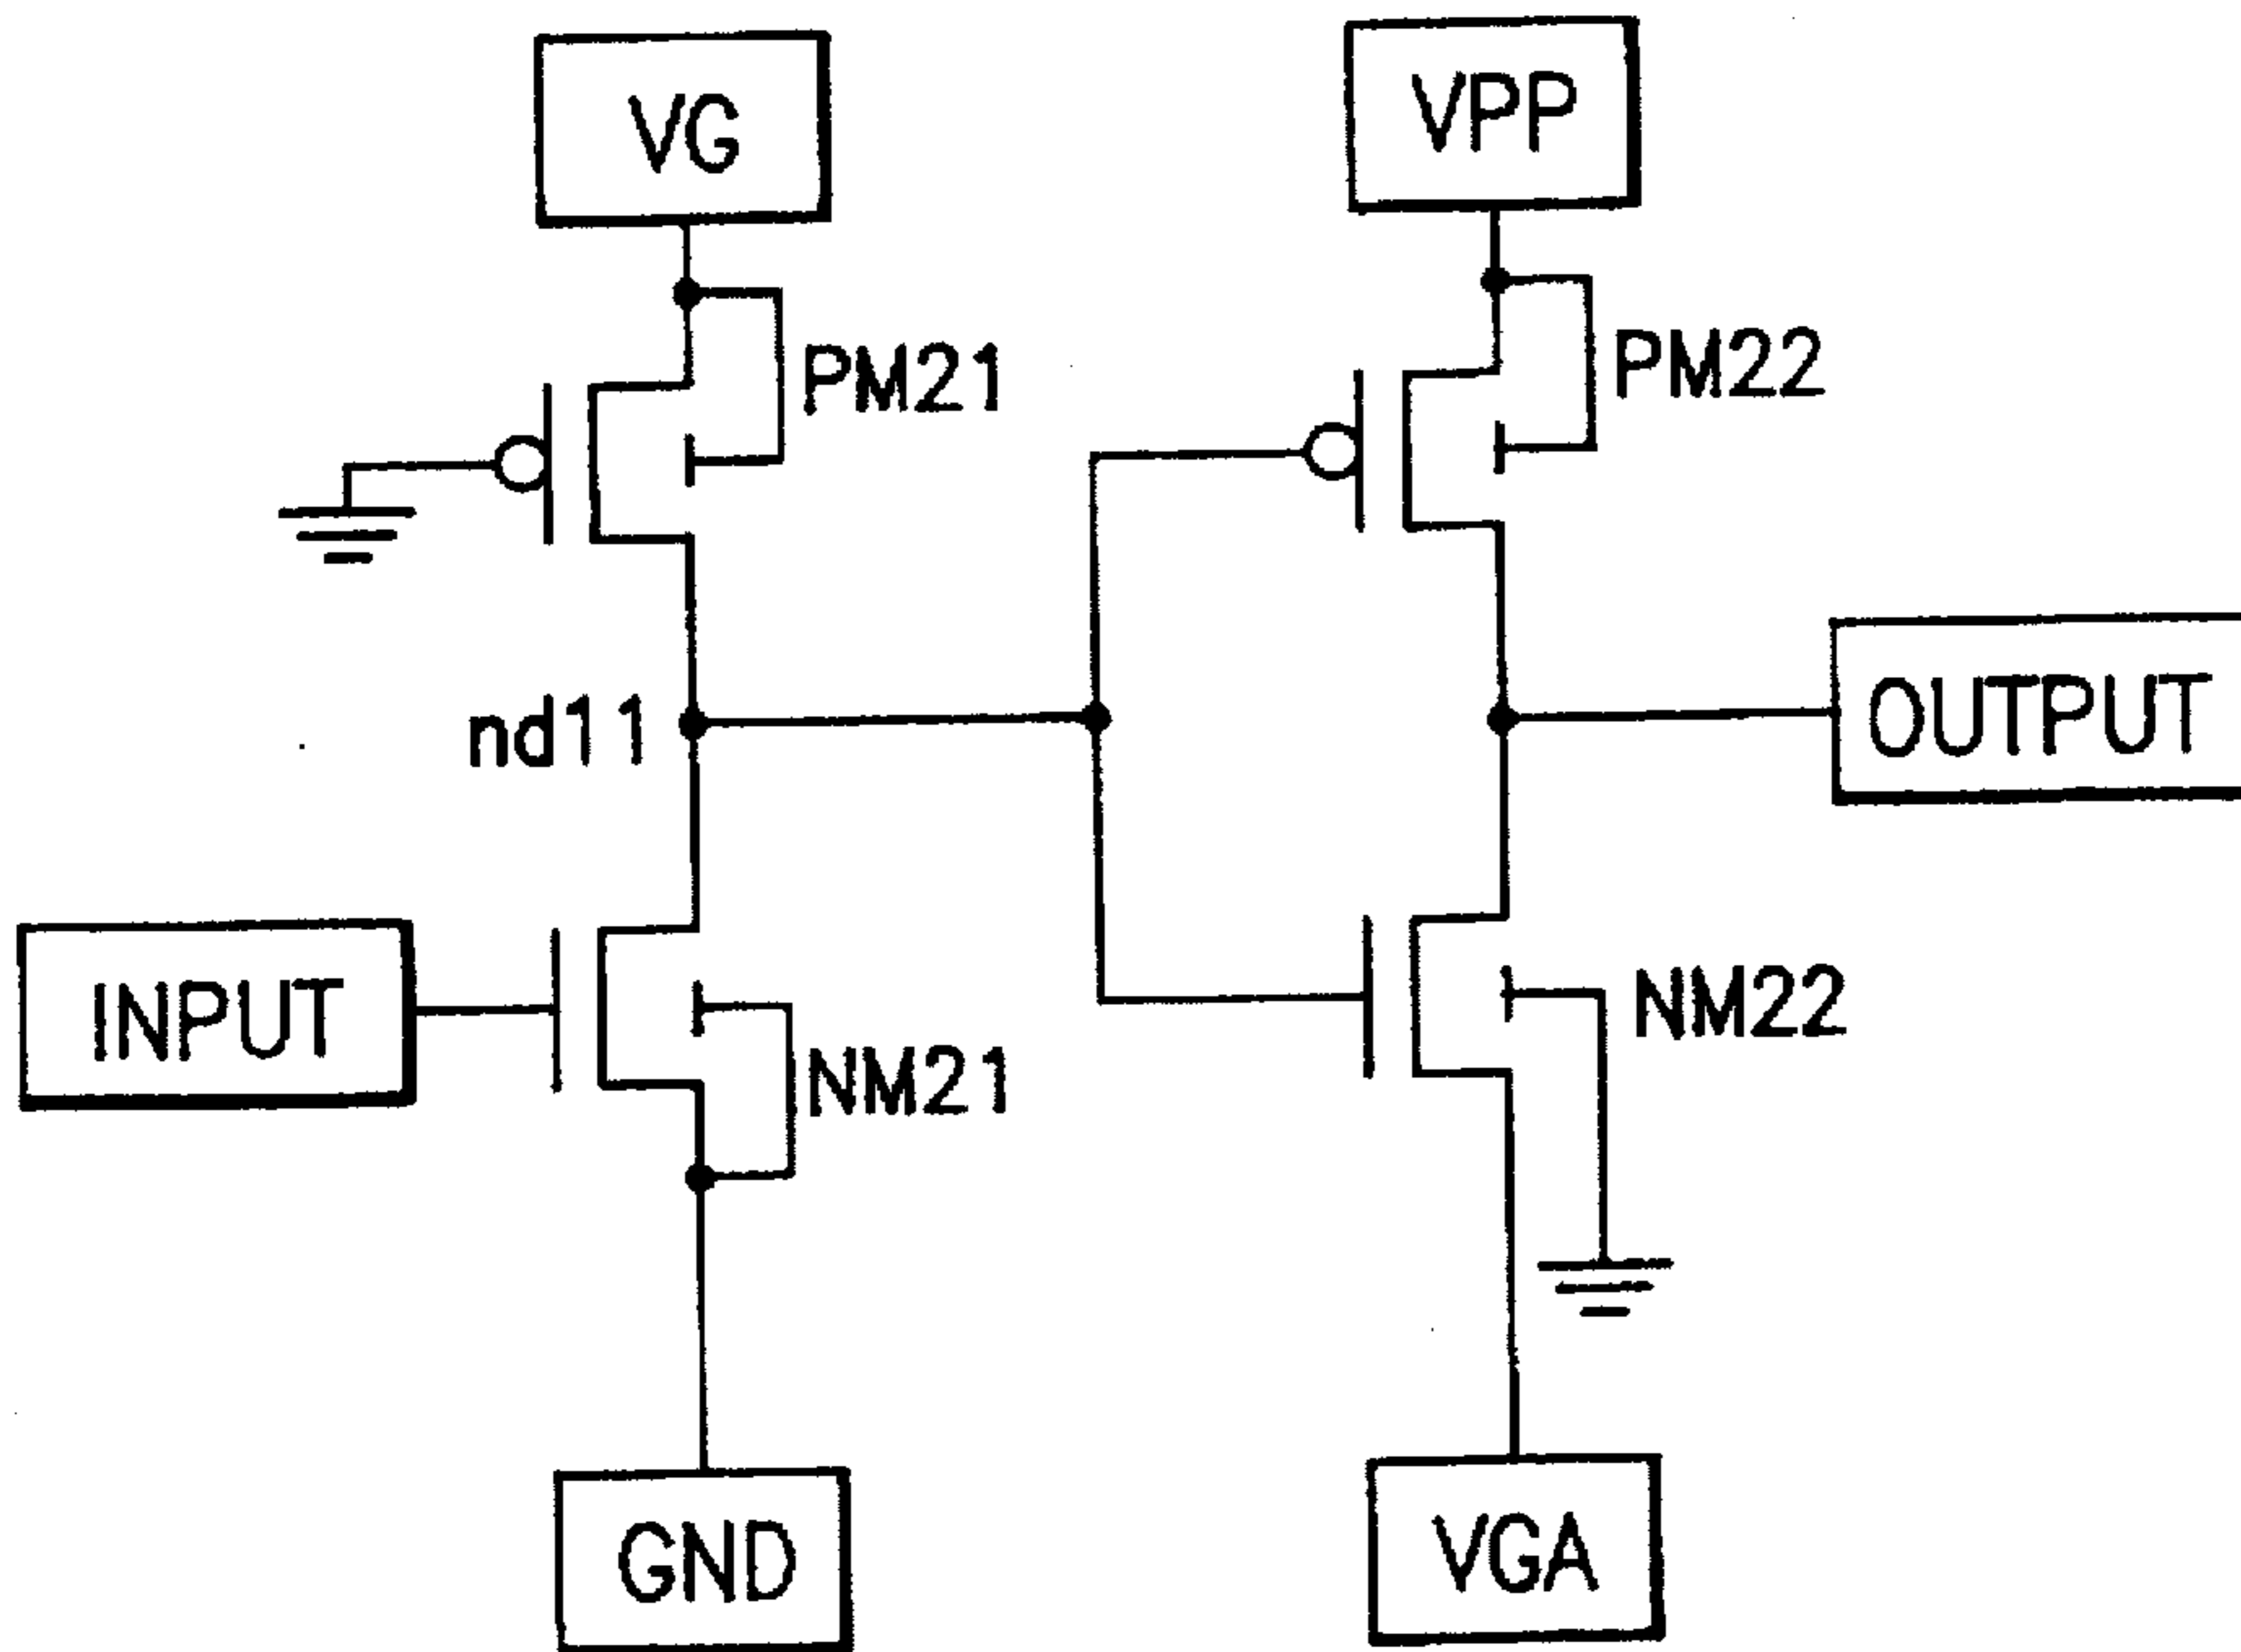 VG
VPP
PM21
PM22
nd11
OUTPUT
INPUT
NM21
NM22
GND
VGA